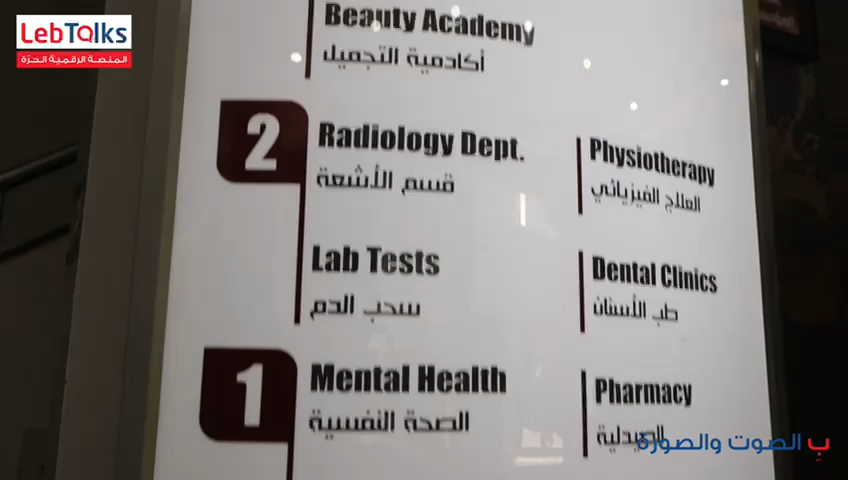 LebTalks
المنصة الرقمية الحرّة
Beauty Academy
أكاديمية التجميل
2
Radiology Dept.
قسم الأشعة
Physiotherapy
العلاج الفيزيائي
Lab Tests
سحب الدم
Dental Clinics
طب الأسنان
1
Mental Health
الصحة النفسية
Pharmacy
الصيدلية
بِ الصوت والصورة